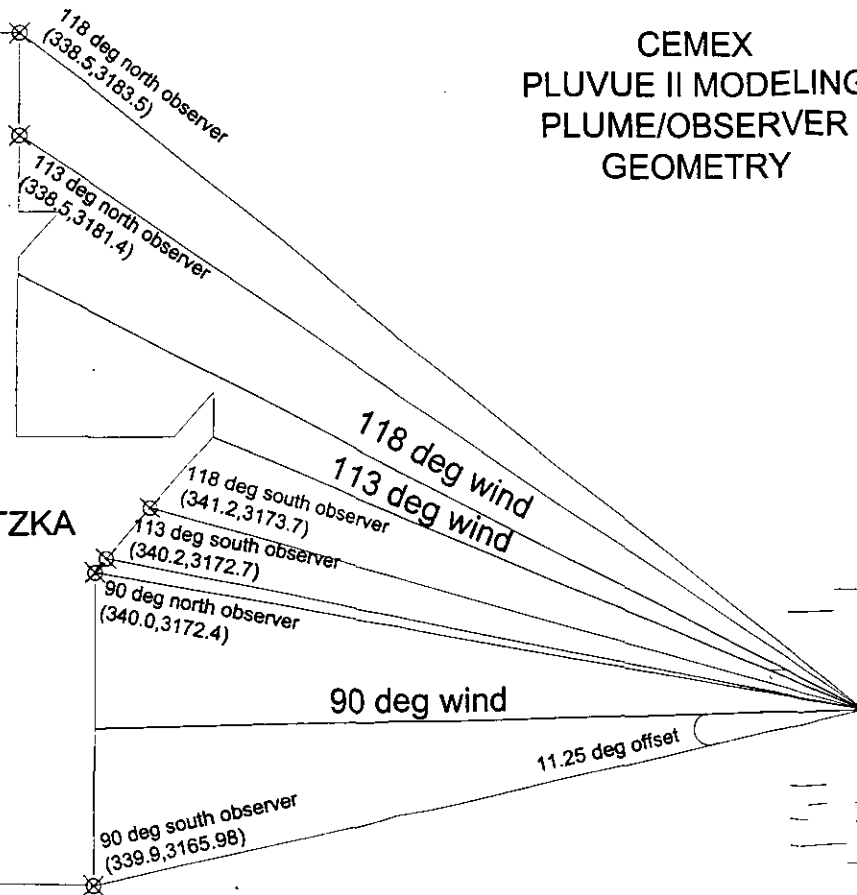 CEMEX
PLUVUE II MODELING
PLUME/OBSERVER
GEOMETRY
118 deg north observer
(338.5,3183.5)
113 deg north observer
(338.5,3181.4)
118 deg wind
113 deg wind
118 deg south observer
(341.2,3173.7)
TZKA
113 deg south observer
(340.2,3172.7)
90 deg north observer
(340.0,3172.4)
90 deg wind
11.25 deg offset
90 deg south observer
(339.9,3165.98)